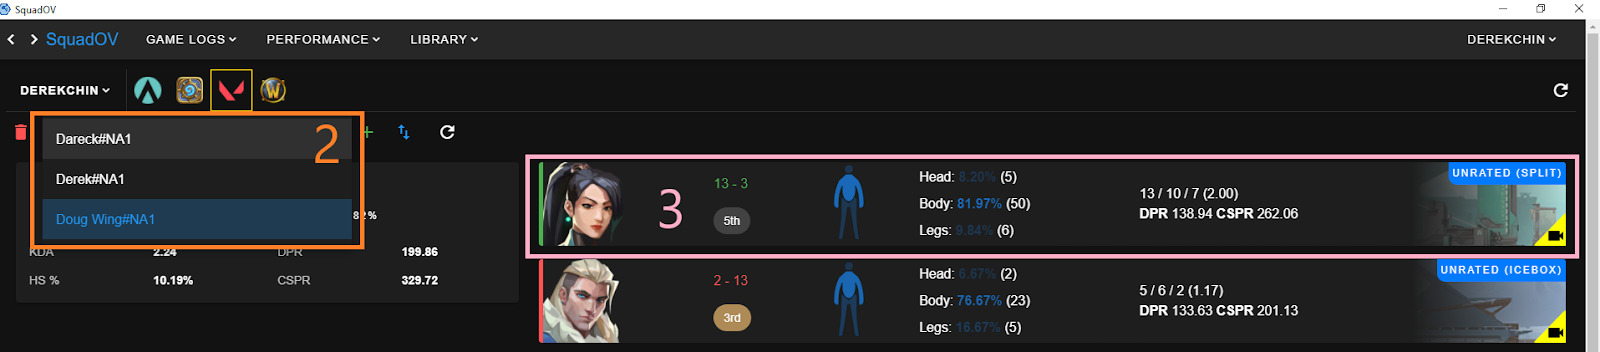 SquadOV
SquadOV GAME LOGS PERFORMANCE LIBRARY DEREKCHIN
DEREKCHIN
Dareck#NA1
2
Derek#NA1
Doug Wing#NA1
82%
KDA 2.24 DPR 199.86
HS % 10.19% CSPR 329.72
3
13 - 3
5th
Head: 8.20% (5)
Body: 81.97% (50)
Legs: 9.84% (6)
13 / 10 / 7 (2.00)
DPR 138.94 CSPR 262.06
UNRATED (SPLIT)
2 - 13
3rd
Head: 6.67% (2)
Body: 76.67% (23)
Legs: 16.67% (5)
5 / 6 / 2 (1.17)
DPR 133.63 CSPR 201.13
UNRATED (ICEBOX)